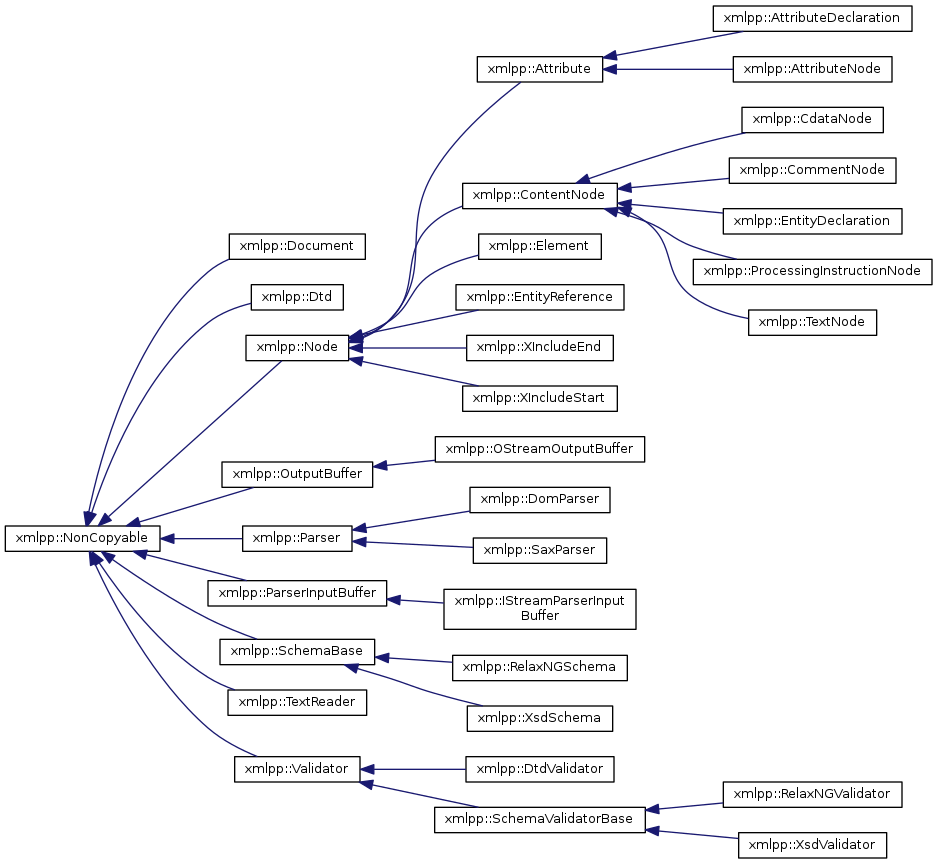 xmlpp::AttributeDeclaration
xmlpp::Attribute
xmlpp::AttributeNode
xmlpp::CdataNode
xmlpp::CommentNode
xmlpp::ContentNode
xmlpp::EntityDeclaration
xmlpp::Document
xmlpp::Element
xmlpp::ProcessingInstructionNode
xmlpp::Dtd
xmlpp::EntityReference
xmlpp::TextNode
xmlpp::Node
xmlpp::XIncludeEnd
xmlpp::XIncludeStart
xmlpp::OStreamOutputBuffer
xmlpp::OutputBuffer
xmlpp::DomParser
xmlpp::NonCopyable
xmlpp::Parser
xmlpp::SaxParser
xmlpp::ParserInputBuffer
xmlpp::IStreamParserInput
Buffer
xmlpp::SchemaBase
xmlpp::RelaxNGSchema
xmlpp::TextReader
xmlpp::XsdSchema
xmlpp::Validator
xmlpp::DtdValidator
xmlpp::RelaxNGValidator
xmlpp::SchemaValidatorBase
xmlpp::XsdValidator